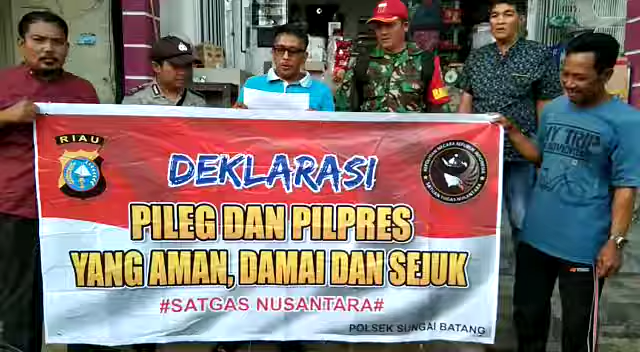 RIAU
DEKLARASI
PILEG DAN PILPRES
YANG AMAN, DAMAI DAN SEJUK
#SATGAS NUSANTARA#
POLSEK SUNGAI BATANG